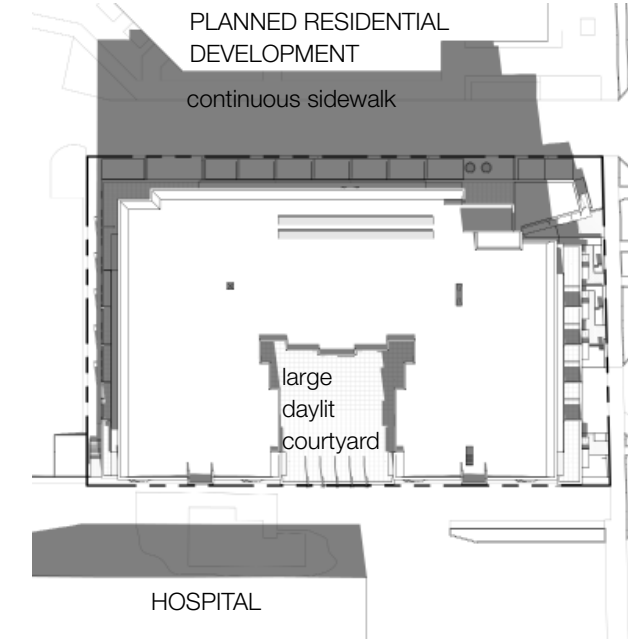 PLANNED RESIDENTIAL
DEVELOPMENT
continuous sidewalk
large
daylit
courtyard
HOSPITAL